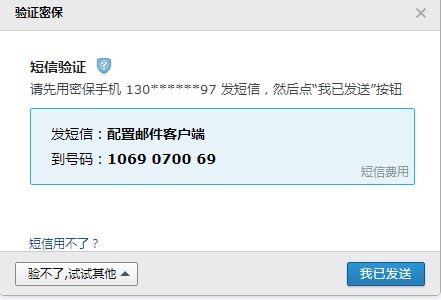 验证密保
短信验证
请先用密保手机 130******97 发短信，然后点“我已发送”按钮
发短信：配置邮件客户端
到号码：1069 0700 69
短信费用
短信用不了？
验不了,试试其他
我已发送